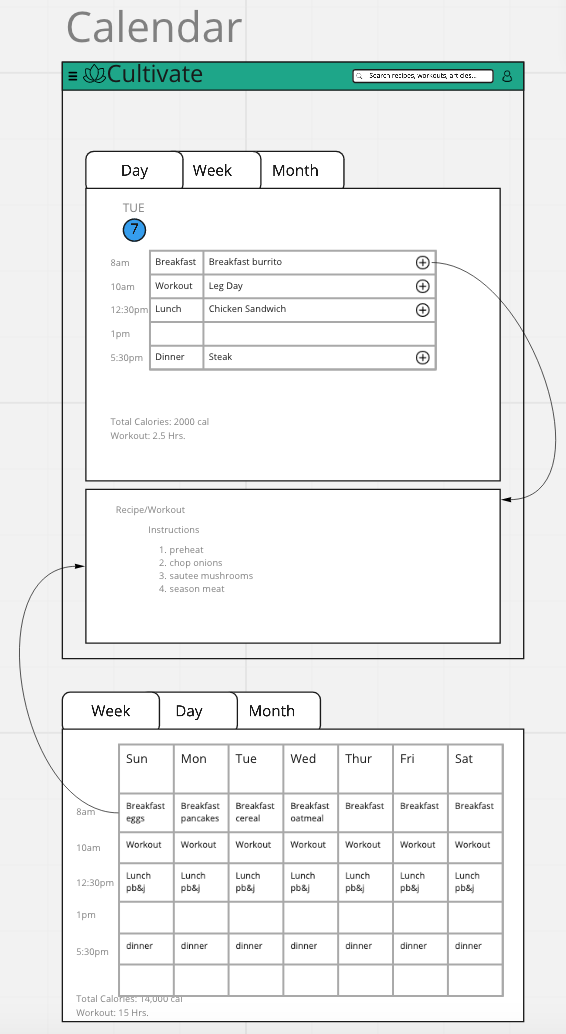 Calendar
Cultivate
Search recipes, workouts, articles...
Day Week Month
TUE
7
8am Breakfast Breakfast burrito
10am Workout Leg Day
12:30pm Lunch Chicken Sandwich
1pm
5:30pm Dinner Steak
Total Calories: 2000 cal
Workout: 2.5 Hrs.
Recipe/Workout
Instructions
1. preheat
2. chop onions
3. sautee mushrooms
4. season meat
Week Day Month
Sun Mon Tue Wed Thur Fri Sat
8am Breakfast Breakfast Breakfast Breakfast Breakfast Breakfast Breakfast
eggs pancakes cereal oatmeal
10am Workout Workout Workout Workout Workout Workout Workout
12:30pm Lunch Lunch Lunch Lunch Lunch Lunch Lunch
pb&j pb&j pb&j pb&j pb&j pb&j pb&j
1pm
5:30pm dinner dinner dinner dinner dinner dinner dinner
Total Calories: 14,000 cal
Workout: 15 Hrs.